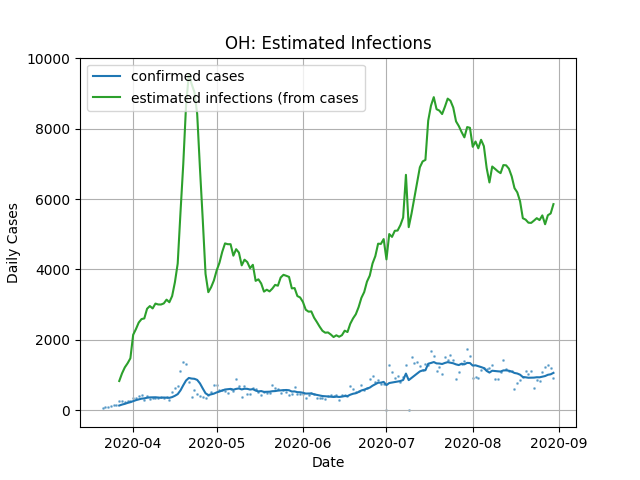 OH: Estimated Infections
confirmed cases
estimated infections (from cases
Daily Cases
10000
8000
6000
4000
2000
0
2020-04 2020-05 2020-06 2020-07 2020-08 2020-09
Date